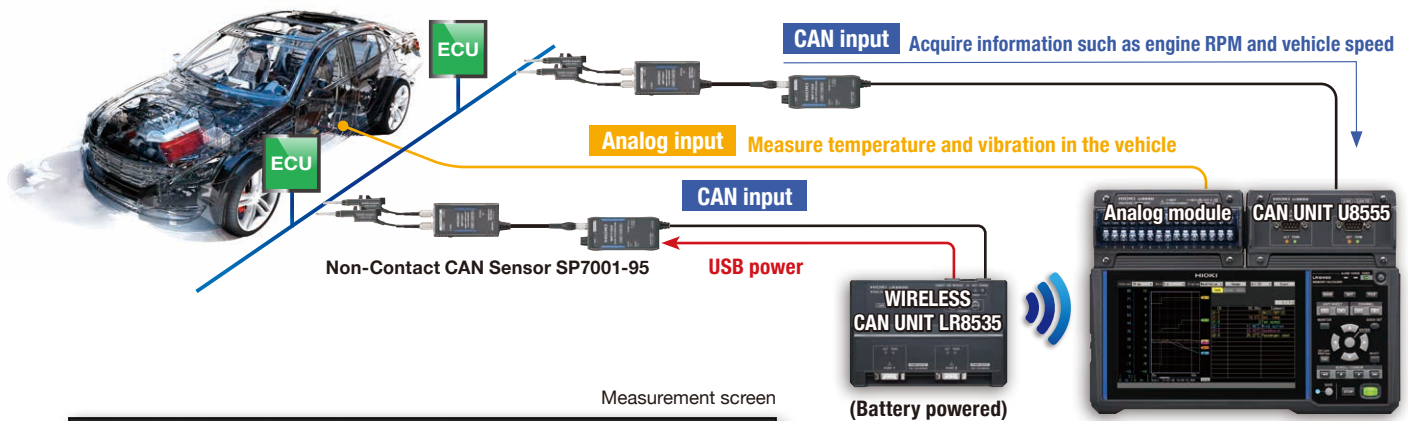 ECU
CAN input
Acquire information such as engine RPM and vehicle speed
Analog input
Measure temperature and vibration in the vehicle
ECU
CAN input
Analog module
CAN UNIT U8555
Non-Contact CAN Sensor SP7001-95
USB power
HIOKI
WIRELESS
CAN UNIT LR8535
Measurement screen
(Battery powered)